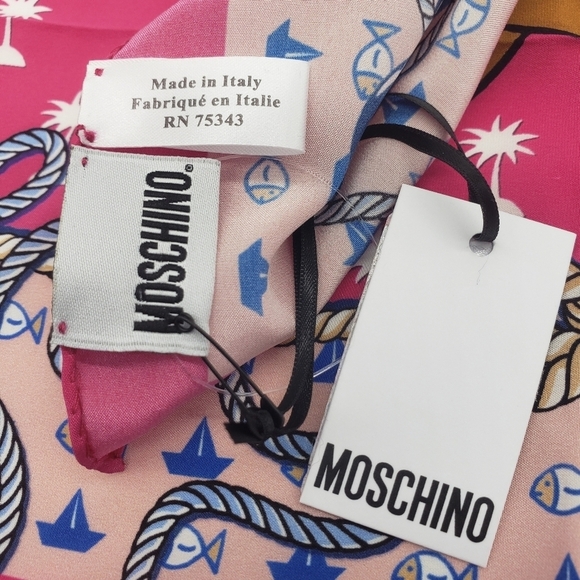 Made in Italy
Fabriqué en Italie
RN 75343
MOSCHINO®
MOSCHINO